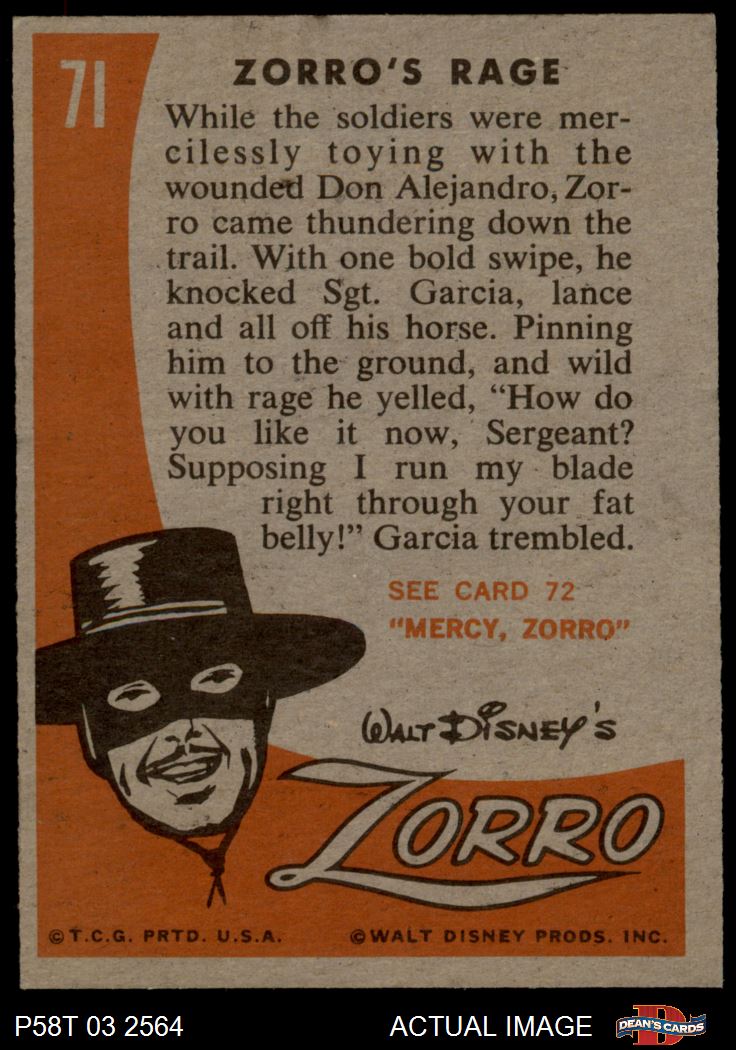 71
ZORRO'S RAGE
While the soldiers were mer-
cilessly toying with the
wounded Don Alejandro, Zor-
ro came thundering down the
trail. With one bold swipe, he
knocked Sgt. Garcia, lance
and all off his horse. Pinning
him to the ground, and wild
with rage he yelled, “How do
you like it now, Sergeant?
Supposing I run my blade
right through your fat
belly!” Garcia trembled.
SEE CARD 72
"MERCY, ZORRO"
WALT DISNEY'S
ZORRO
©T.C.G. PRTD. U.S.A.
©WALT DISNEY PRODS. INC.
P58T 03 2564
ACTUAL IMAGE
D
DEAN'S CARDS